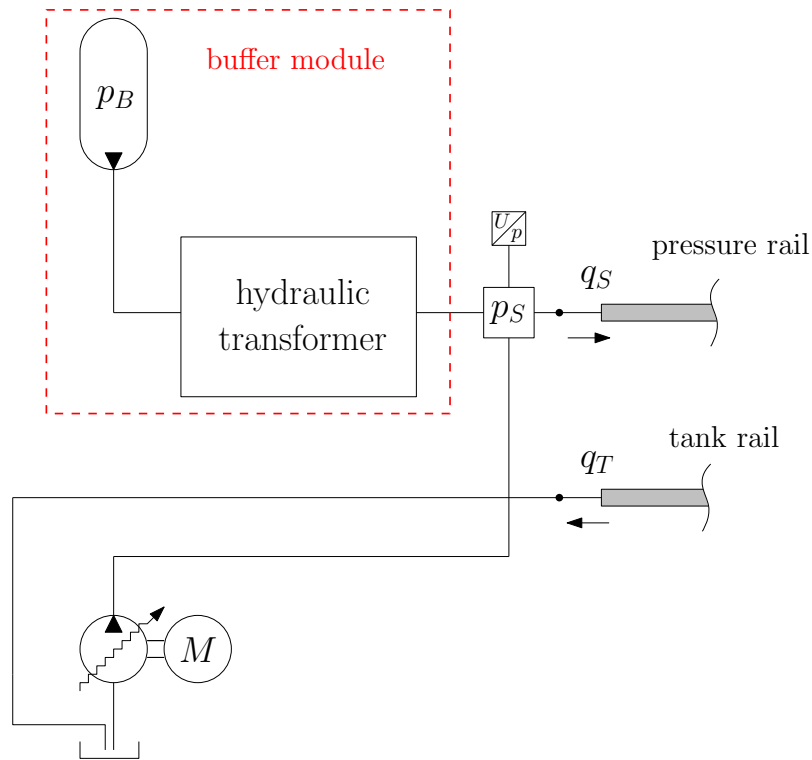 buffer module
p_B
U/p
pressure rail
q_S
hydraulic
transformer
p_S
tank rail
q_T
M